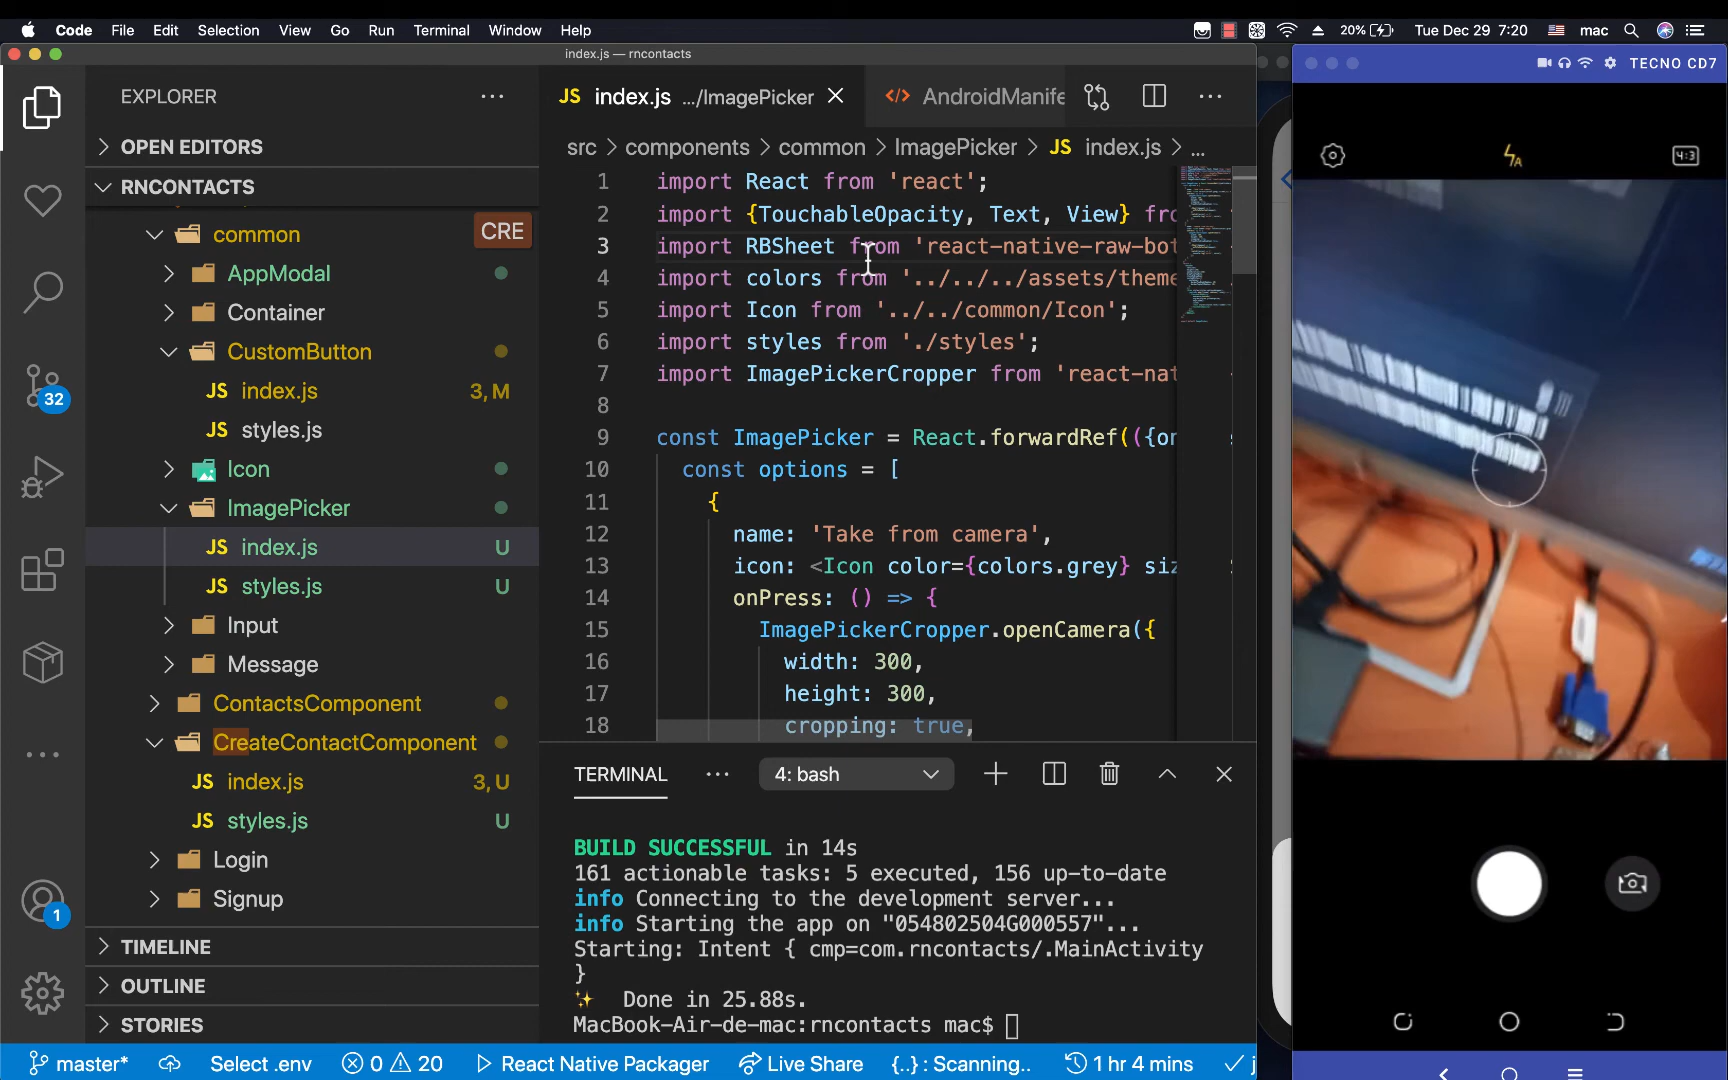 Code File Edit Selection View Go Run Terminal Window Help
20% Tue Dec 29 7:20 mac
index.js — rncontacts
TECNO CD7
4:3
EXPLORER
OPEN EDITORS
RNCONTACTS
common
CRE
AppModal
Container
CustomButton
JS index.js 3, M
JS styles.js
Icon
ImagePicker
JS index.js U
JS styles.js U
Input
Message
ContactsComponent
CreateContactComponent
JS index.js 3, U
JS styles.js U
Login
Signup
TIMELINE
OUTLINE
STORIES
32
1
JS index.js .../ImagePicker
AndroidManife
src > components > common > ImagePicker > JS index.js > ...
1 import React from 'react';
2 import {TouchableOpacity, Text, View} fro
3 import RBSheet from 'react-native-raw-bot
4 import colors from '../../../assets/theme
5 import Icon from '../../common/Icon';
6 import styles from './styles';
7 import ImagePickerCropper from 'react-nat
8
9 const ImagePicker = React.forwardRef(({on
10 const options = [
11 {
12 name: 'Take from camera',
13 icon: <Icon color={colors.grey} siz
14 onPress: () => {
15 ImagePickerCropper.openCamera({
16 width: 300,
17 height: 300,
18 cropping: true,
TERMINAL
4: bash
BUILD SUCCESSFUL in 14s
161 actionable tasks: 5 executed, 156 up-to-date
info Connecting to the development server...
info Starting the app on "054802504G000557"...
Starting: Intent { cmp=com.rncontacts/.MainActivity
}
✨ Done in 25.88s.
MacBook-Air-de-mac:rncontacts mac$
master* Select .env 0 20 React Native Packager Live Share {..} : Scanning.. 1 hr 4 mins j